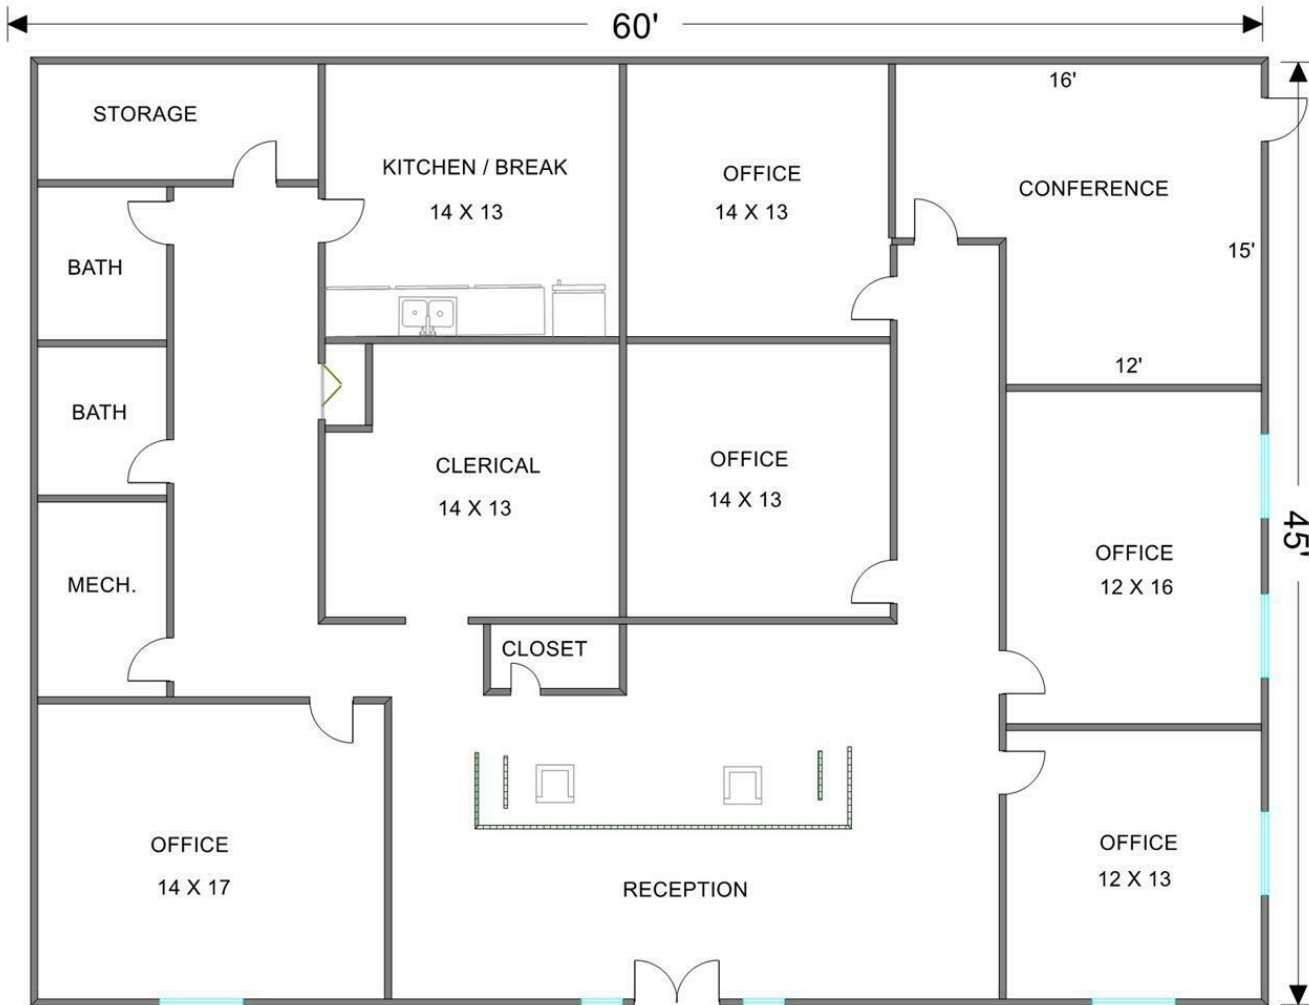 60'
STORAGE
KITCHEN / BREAK
14 X 13
OFFICE
14 X 13
16'
CONFERENCE
15'
12'
BATH
BATH
MECH.
CLERICAL
14 X 13
OFFICE
14 X 13
OFFICE
12 X 16
45'
CLOSET
OFFICE
14 X 17
RECEPTION
OFFICE
12 X 13